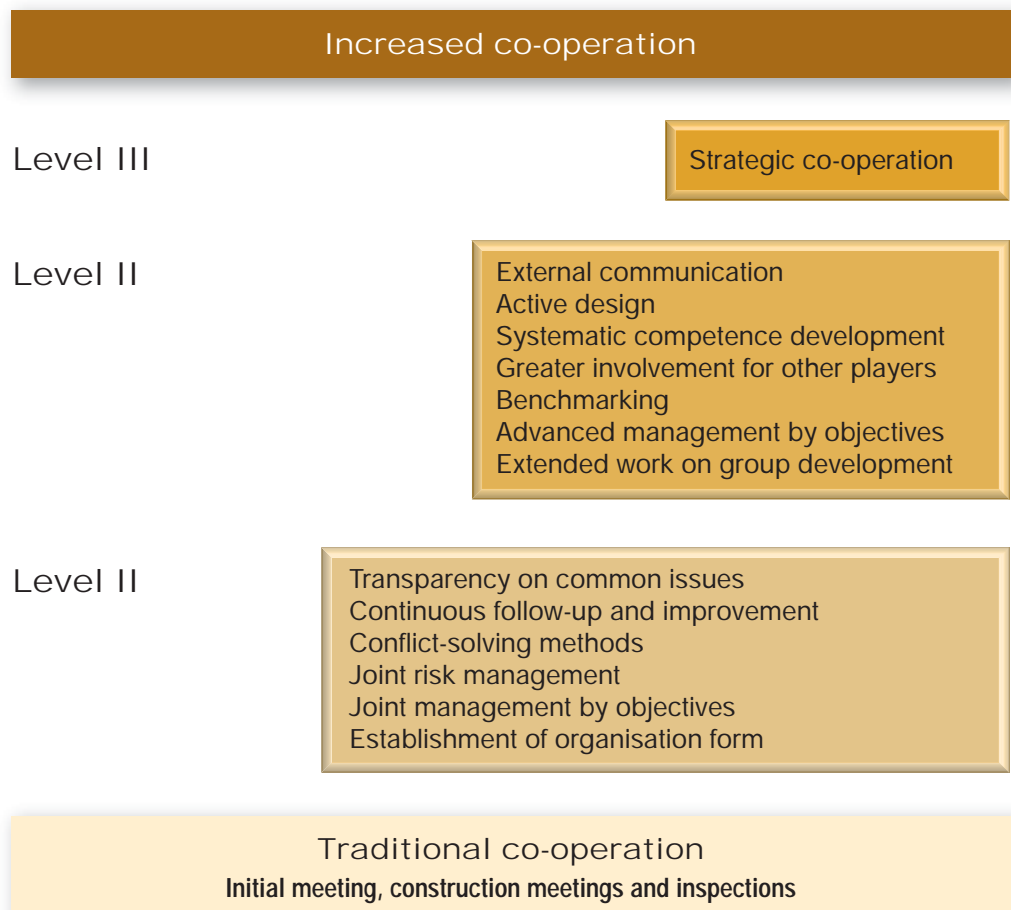 Increased co-operation
Level III
Strategic co-operation
Level II
External communication
Active design
Systematic competence development
Greater involvement for other players
Benchmarking
Advanced management by objectives
Extended work on group development
Level II
Transparency on common issues
Continuous follow-up and improvement
Conflict-solving methods
Joint risk management
Joint management by objectives
Establishment of organisation form
Traditional co-operation
Initial meeting, construction meetings and inspections